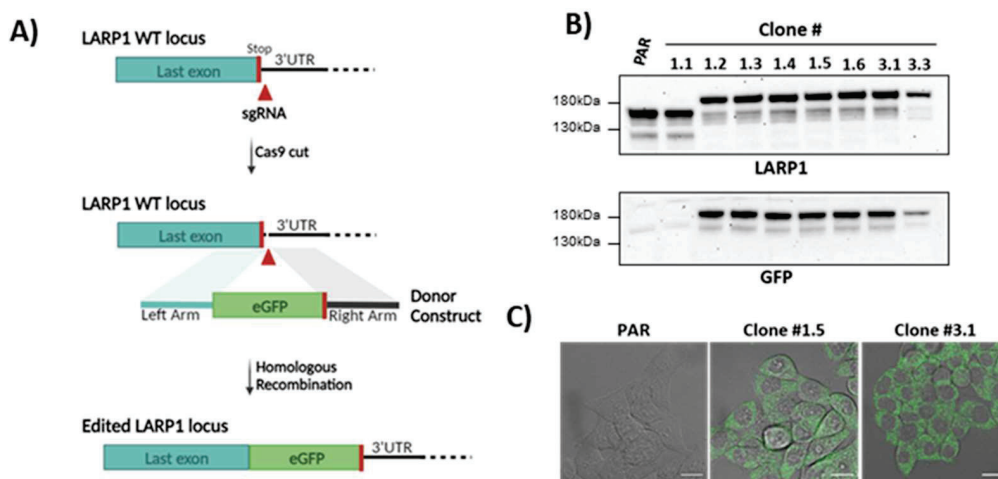 A)
LARP1 WT locus
Stop
Last exon
3'UTR
sgRNA
Cas9 cut
LARP1 WT locus
Last exon
3'UTR
eGFP
Left Arm
Right Arm
Donor
Construct
Homologous
Recombination
Edited LARP1 locus
Last exon
eGFP
3'UTR
B)
PAR
Clone #
1.1 1.2 1.3 1.4 1.5 1.6 3.1 3.3
180kDa
130kDa
LARP1
180kDa
130kDa
GFP
C)
PAR Clone #1.5 Clone #3.1